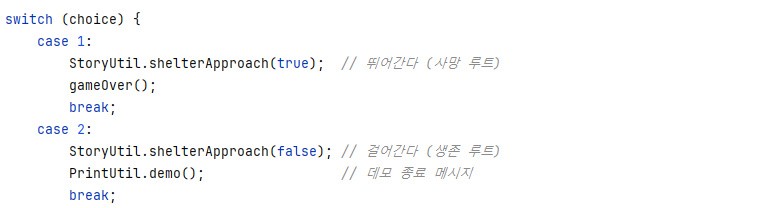 switch (choice) {
    case 1:
        StoryUtil.shelterApproach(true);  // 뛰어간다 (사망 루트)
        gameOver();
        break;
    case 2:
        StoryUtil.shelterApproach(false); // 걸어간다 (생존 루트)
        PrintUtil.demo();                 // 데모 종료 메시지
        break;